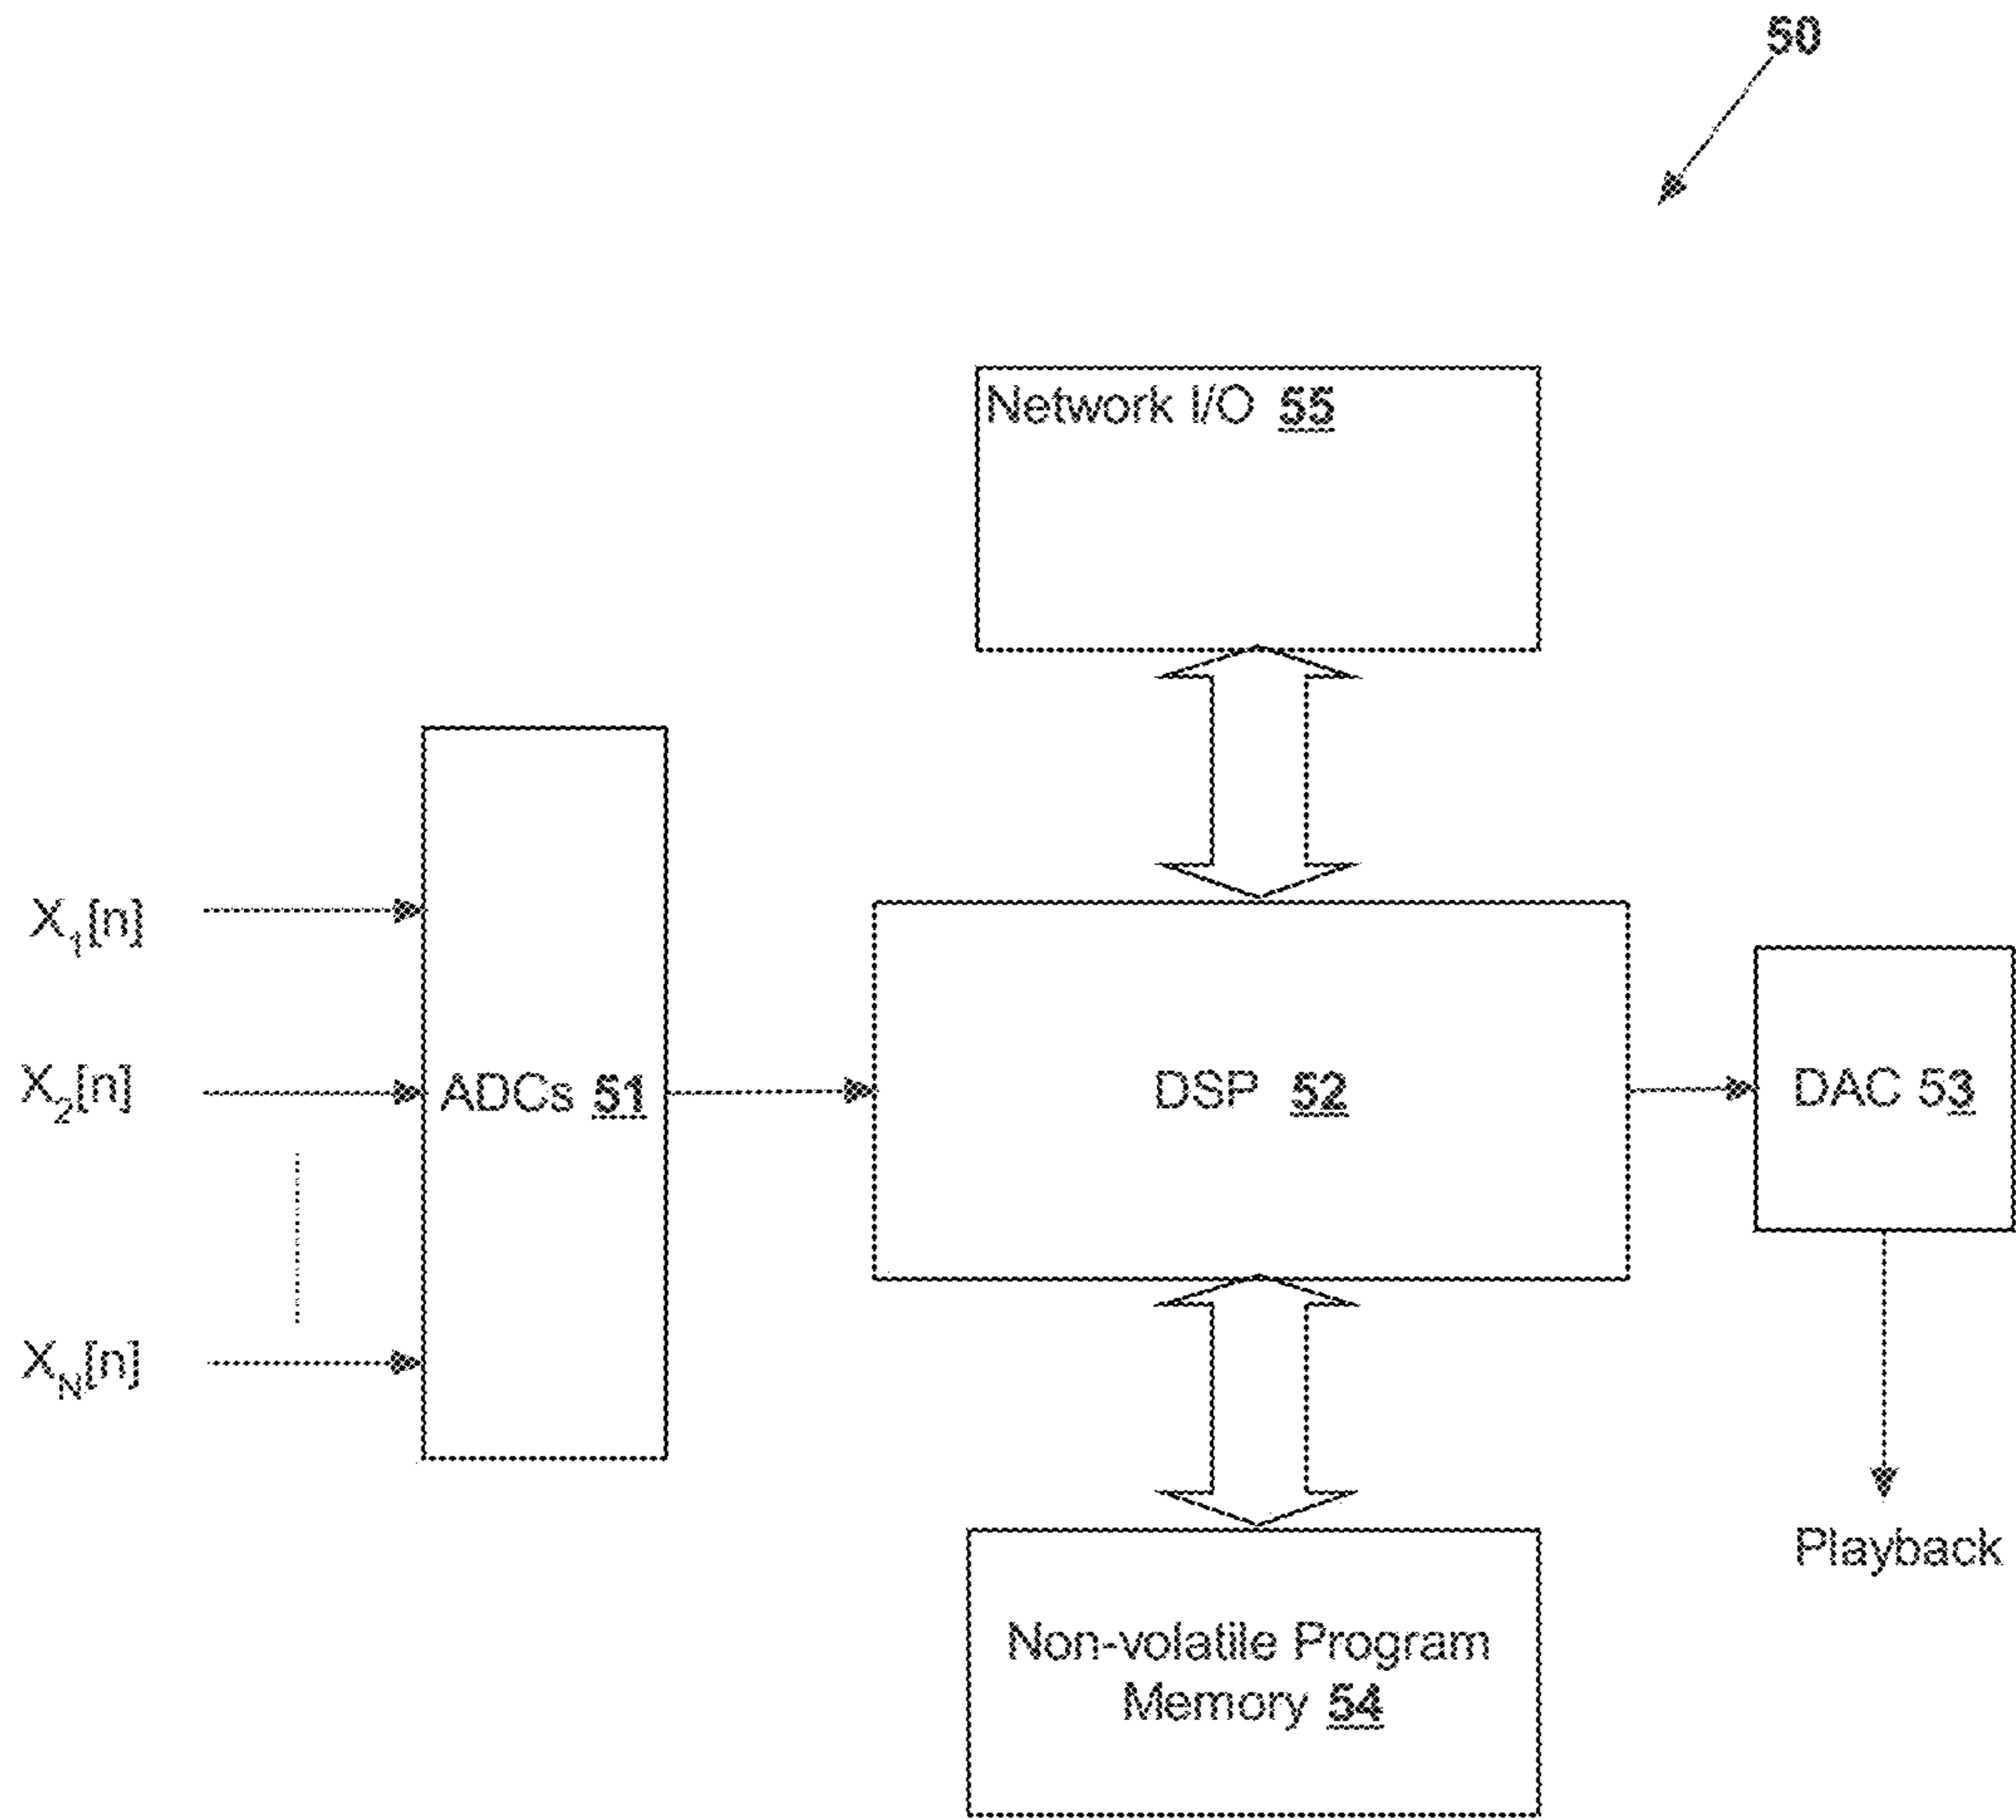 50
Network I/O 55
X1[n]
X2[n]
ADCs 51
DSP 52
DAC 53
XN[n]
Playback
Non-volatile Program
Memory 54